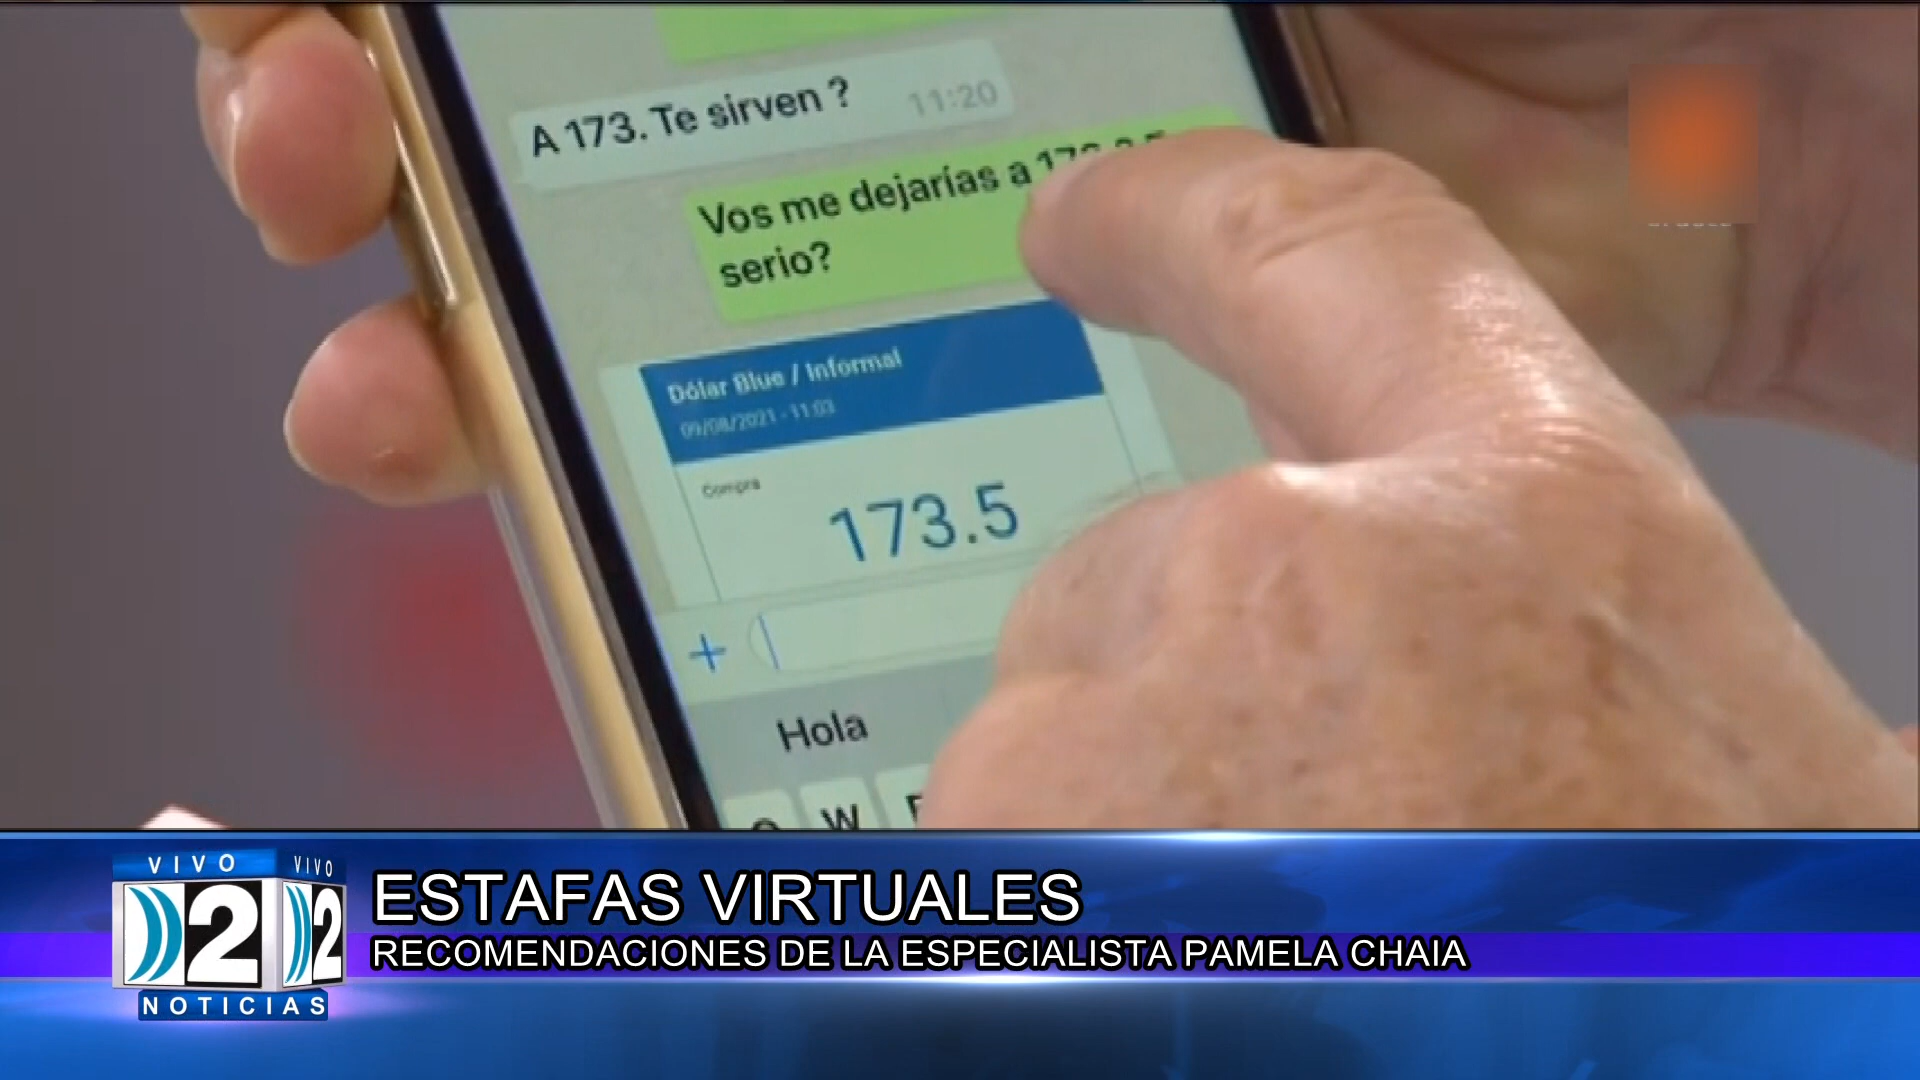 A 173. Te sirven ? 11:20
Vos me dejarías a
serio?
Dólar Blue / Informal
09/08/2021 - 11:03
Compra
173.5
+
Hola
W
VIVO VIVO
2 2
NOTICIAS
ESTAFAS VIRTUALES
RECOMENDACIONES DE LA ESPECIALISTA PAMELA CHAIA